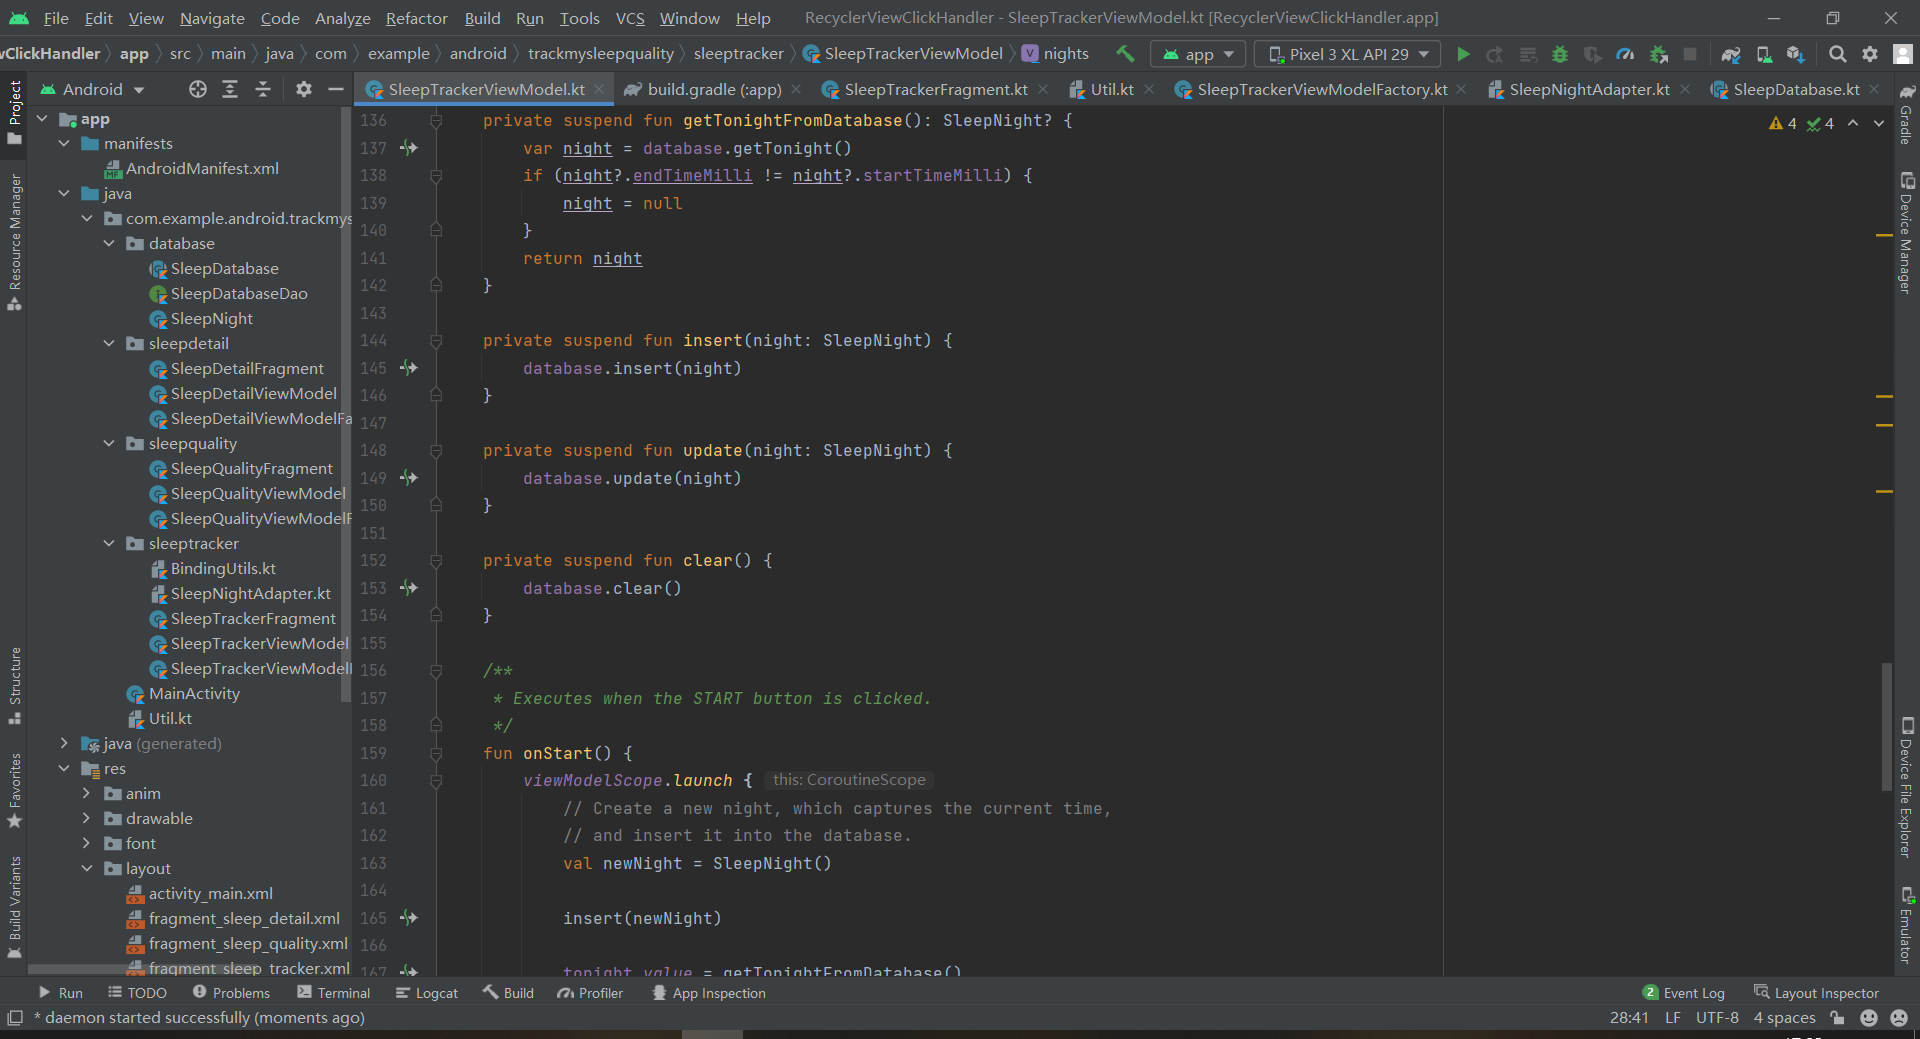 File Edit View Navigate Code Analyze Refactor Build Run Tools VCS Window Help RecyclerViewClickHandler - SleepTrackerViewModel.kt [RecyclerViewClickHandler.app]
wClickHandler app src main java com example android trackmysleepquality sleeptracker SleepTrackerViewModel nights app Pixel 3 XL API 29
Android
SleepTrackerViewModel.kt build.gradle (:app) SleepTrackerFragment.kt Util.kt SleepTrackerViewModelFactory.kt SleepNightAdapter.kt SleepDatabase.kt
Project
Resource Manager
Structure
Favorites
Build Variants
app
manifests
AndroidManifest.xml
java
com.example.android.trackmys
database
SleepDatabase
SleepDatabaseDao
SleepNight
sleepdetail
SleepDetailFragment
SleepDetailViewModel
SleepDetailViewModelFa
sleepquality
SleepQualityFragment
SleepQualityViewModel
SleepQualityViewModelF
sleeptracker
BindingUtils.kt
SleepNightAdapter.kt
SleepTrackerFragment
SleepTrackerViewModel
SleepTrackerViewModel
MainActivity
Util.kt
java (generated)
res
anim
drawable
font
layout
activity_main.xml
fragment_sleep_detail.xml
fragment_sleep_quality.xml
fragment_sleep_tracker.xml
4 4
136 private suspend fun getTonightFromDatabase(): SleepNight? {
137 var night = database.getTonight()
138 if (night?.endTimeMilli != night?.startTimeMilli) {
139 night = null
140 }
141 return night
142 }
143
144 private suspend fun insert(night: SleepNight) {
145 database.insert(night)
146 }
147
148 private suspend fun update(night: SleepNight) {
149 database.update(night)
150 }
151
152 private suspend fun clear() {
153 database.clear()
154 }
155
156 /**
157 * Executes when the START button is clicked.
158 */
159 fun onStart() {
160 viewModelScope.launch { this: CoroutineScope
161 // Create a new night, which captures the current time,
162 // and insert it into the database.
163 val newNight = SleepNight()
164
165 insert(newNight)
166
167 tonight.value = getTonightFromDatabase()
Gradle
Device Manager
Device File Explorer
Emulator
Run TODO Problems Terminal Logcat Build Profiler App Inspection 2 Event Log Layout Inspector
* daemon started successfully (moments ago) 28:41 LF UTF-8 4 spaces